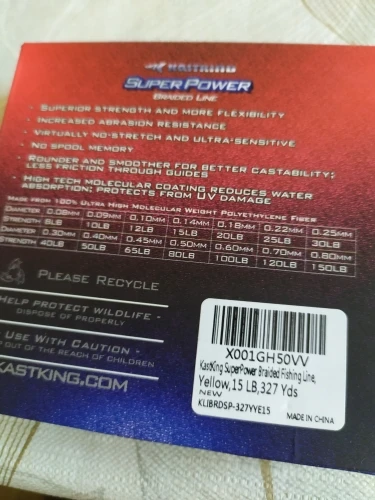 KASTKING
SUPERPOWER
BRAIDED LINE
• SUPERIOR STRENGTH AND MORE FLEXIBILITY
• INCREASED ABRASION RESISTANCE
• VIRTUALLY NO-STRETCH AND ULTRA-SENSITIVE
• NO SPOOL MEMORY
• ROUNDER AND SMOOTHER FOR BETTER CASTABILITY;
LESS FRICTION THROUGH GUIDES
• HIGH TECH MOLECULAR COATING REDUCES WATER
ABSORPTION; PROTECTS FROM UV DAMAGE
MADE FROM 100% ULTRA HIGH MOLECULAR WEIGHT POLYETHYLENE FIBER
DIAMETER 0.08MM 0.09MM 0.10MM 0.14MM 0.18MM 0.22MM 0.25MM
STRENGTH 8LB 10LB 12LB 15LB 20LB 25LB 30LB
DIAMETER 0.30MM 0.40MM 0.45MM 0.50MM 0.60MM 0.70MM 0.80MM
STRENGTH 40LB 50LB 65LB 80LB 100LB 120LB 150LB
PLEASE RECYCLE
HELP PROTECT WILDLIFE -
DISPOSE OF PROPERLY
USE WITH CAUTION -
OUT OF THE REACH OF CHILDREN
KASTKING.COM
X001GH50VV
KastKing SuperPower Braided Fishing Line,
Yellow,15 LB,327 Yds
NEW
KLIBRDSP-327YYE15 MADE IN CHINA